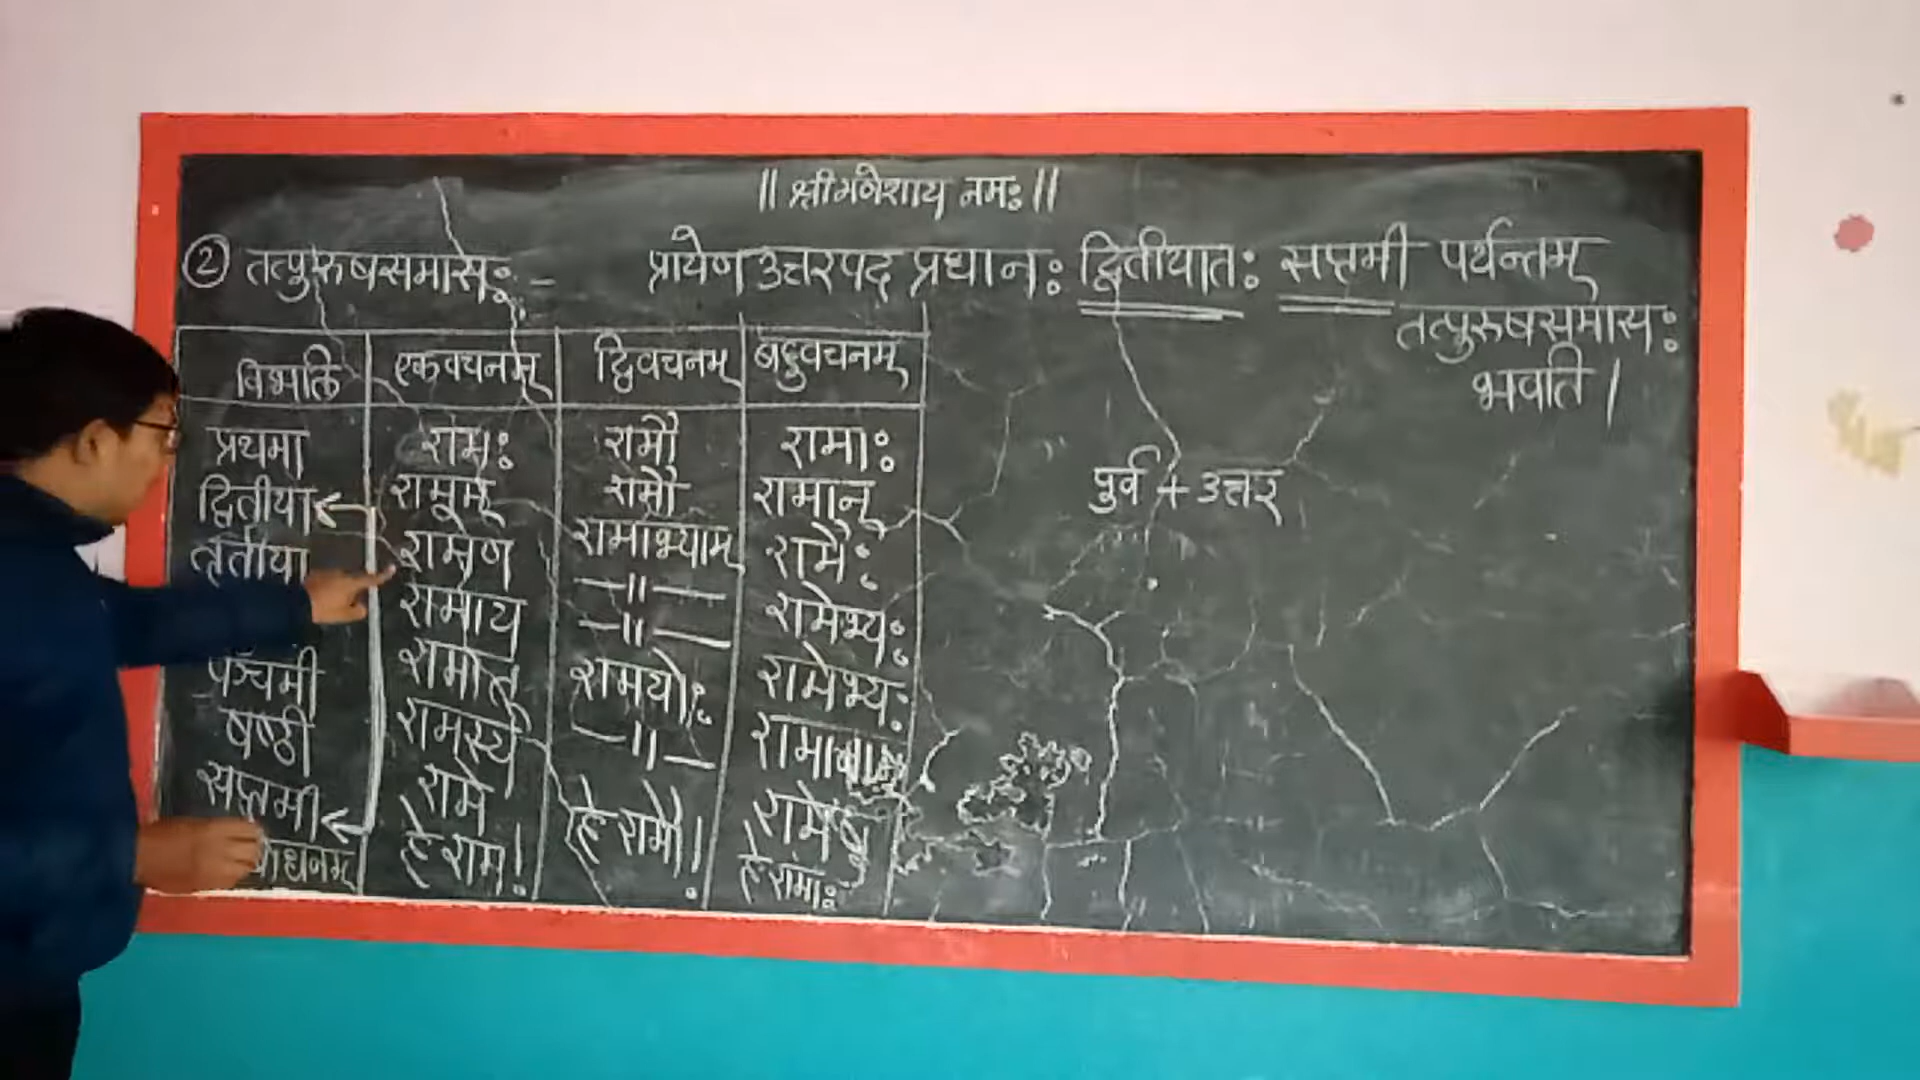 ॥ श्रीगणेशाय नमः ॥
② तत्पुरुषसमासः - प्रायेण उत्तरपद प्रधानः द्वितीयातः सप्तमी पर्यन्तम्
तत्पुरुषसमासः
भवति ।
विभक्ति एकवचनम् द्विवचनम् बहुवचनम्
प्रथमा रामः रामौ रामाः
द्वितीया रामम् रामौ रामान्
तृतीया रामेण रामाभ्याम् रामैः
रामाय —॥— रामेभ्यः
पञ्चमी रामात् —॥— रामेभ्यः
षष्ठी रामस्य रामयोः
सप्तमी रामे —॥— रामेषु
हे राम! हे रामौ! हे रामाः
पुर्व + उत्तर